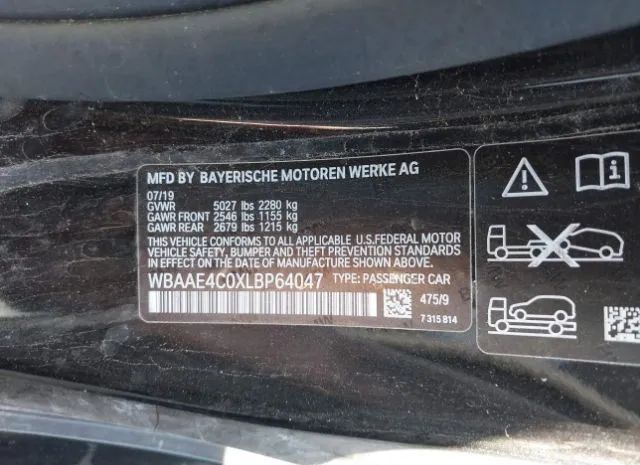 MFD BY BAYERISCHE MOTOREN WERKE AG
07/19
GVWR 5027 lbs 2280 kg
GAWR FRONT 2546 lbs 1155 kg
GAWR REAR 2679 lbs 1215 kg
THIS VEHICLE CONFORMS TO ALL APPLICABLE U.S.FEDERAL MOTOR
VEHICLE SAFETY, BUMPER, AND THEFT PREVENTION STANDARDS
IN EFFECT ON THE DATE OF MANUFACTURE SHOWN ABOVE.
WBAAE4C0XLBP64047 TYPE: PASSENGER CAR
475/9
7 315 814